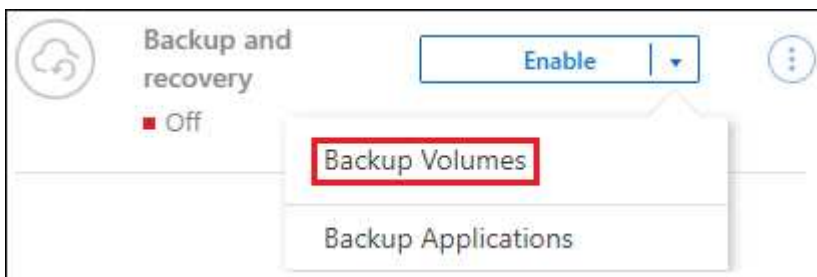 Backup and
recovery
Enable
Off
Backup Volumes
Backup Applications